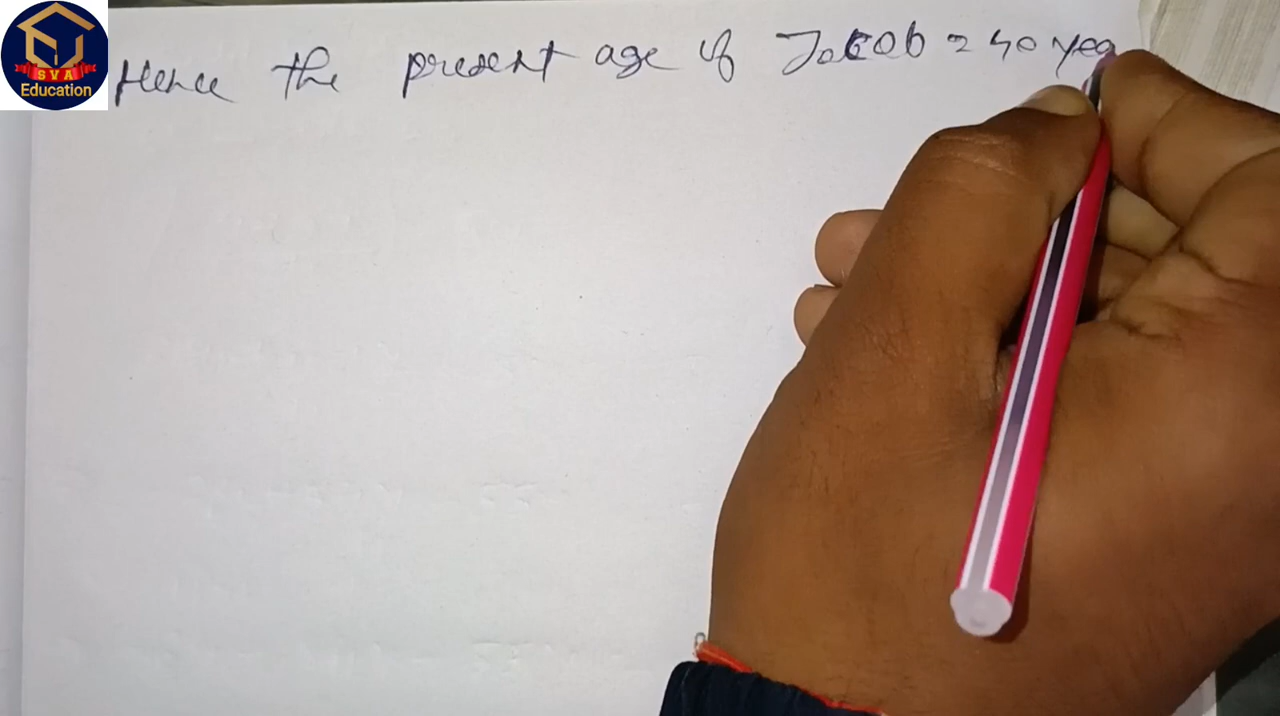 SVA
Education
Hence the present age of Jacob = 40 yea